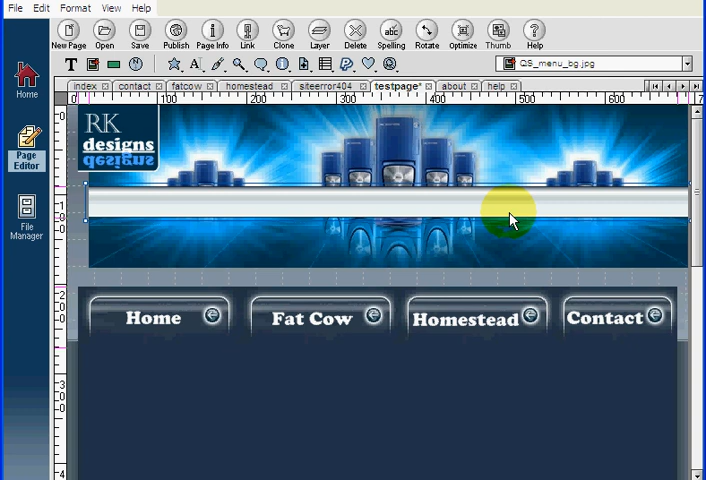 File Edit Format View Help
New Page Open Save Publish Page Info Link Clone Layer Delete Spelling Rotate Optimize Thumb Help
abc
T A QS_menu_bg.jpg
index contact fatcow homestead siteerror404 testpage* about help
0 100 200 300 400 500 600
Home
Page Editor
File Manager
RK
designs
designs
Home Fat Cow Homestead Contact